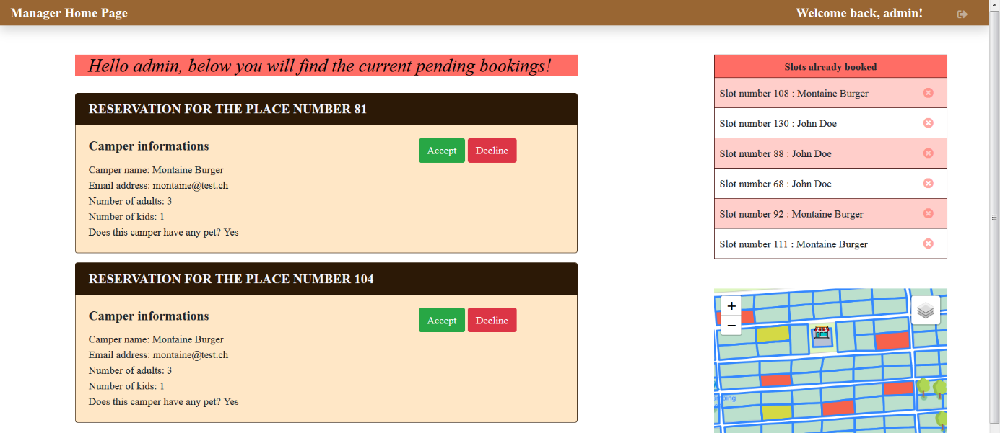 Manager Home Page
Welcome back, admin!
Hello admin, below you will find the current pending bookings!
RESERVATION FOR THE PLACE NUMBER 81
Camper informations
Accept
Decline
Camper name: Montaine Burger
Email address: montaine@test.ch
Number of adults: 3
Number of kids: 1
Does this camper have any pet? Yes
RESERVATION FOR THE PLACE NUMBER 104
Camper informations
Accept
Decline
Camper name: Montaine Burger
Email address: montaine@test.ch
Number of adults: 3
Number of kids: 1
Does this camper have any pet? Yes
Slots already booked
Slot number 108 : Montaine Burger
Slot number 130 : John Doe
Slot number 88 : John Doe
Slot number 68 : John Doe
Slot number 92 : Montaine Burger
Slot number 111 : Montaine Burger
+
−